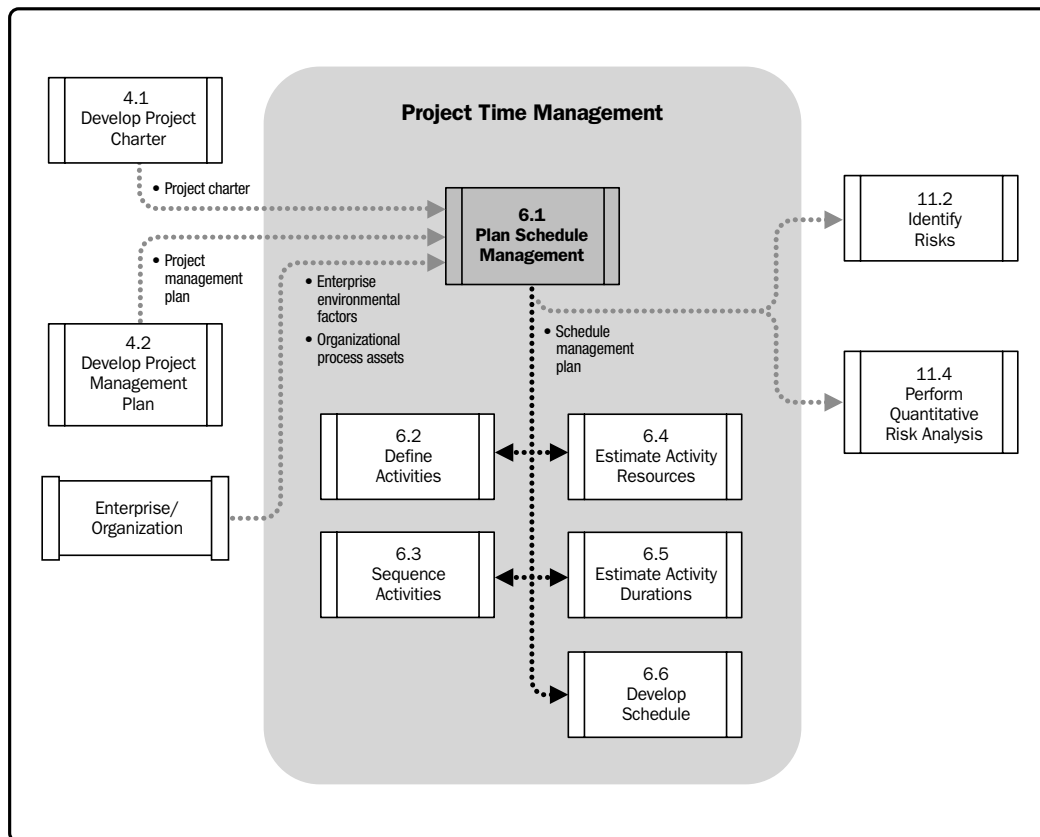 Project Time Management
4.1
Develop Project
Charter
• Project charter
6.1
Plan Schedule
Management
11.2
Identify
Risks
• Project
management
plan
• Enterprise
environmental
factors
• Organizational
process assets
• Schedule
management
plan
4.2
Develop Project
Management
Plan
11.4
Perform
Quantitative
Risk Analysis
6.2
Define
Activities
6.4
Estimate Activity
Resources
Enterprise/
Organization
6.3
Sequence
Activities
6.5
Estimate Activity
Durations
6.6
Develop
Schedule